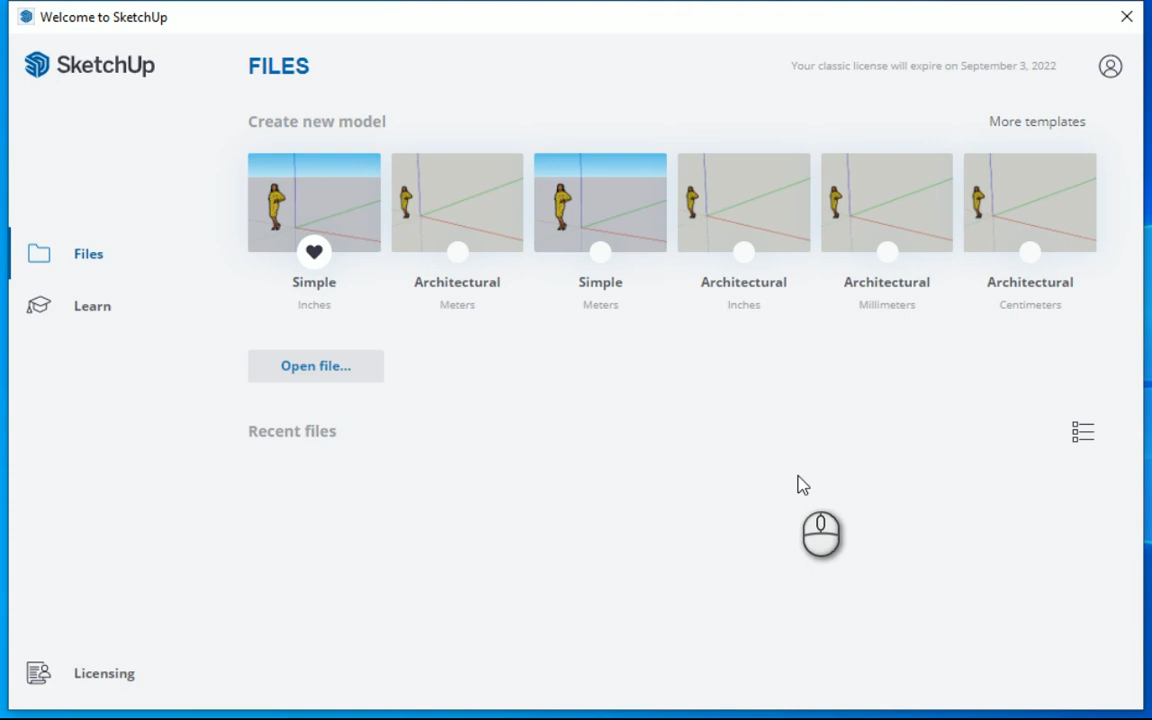 Welcome to SketchUp
SketchUp
FILES
Your classic license will expire on September 3, 2022
Create new model
More templates
Simple
Inches
Architectural
Meters
Simple
Meters
Architectural
Inches
Architectural
Millimeters
Architectural
Centimeters
Files
Learn
Open file...
Recent files
Licensing